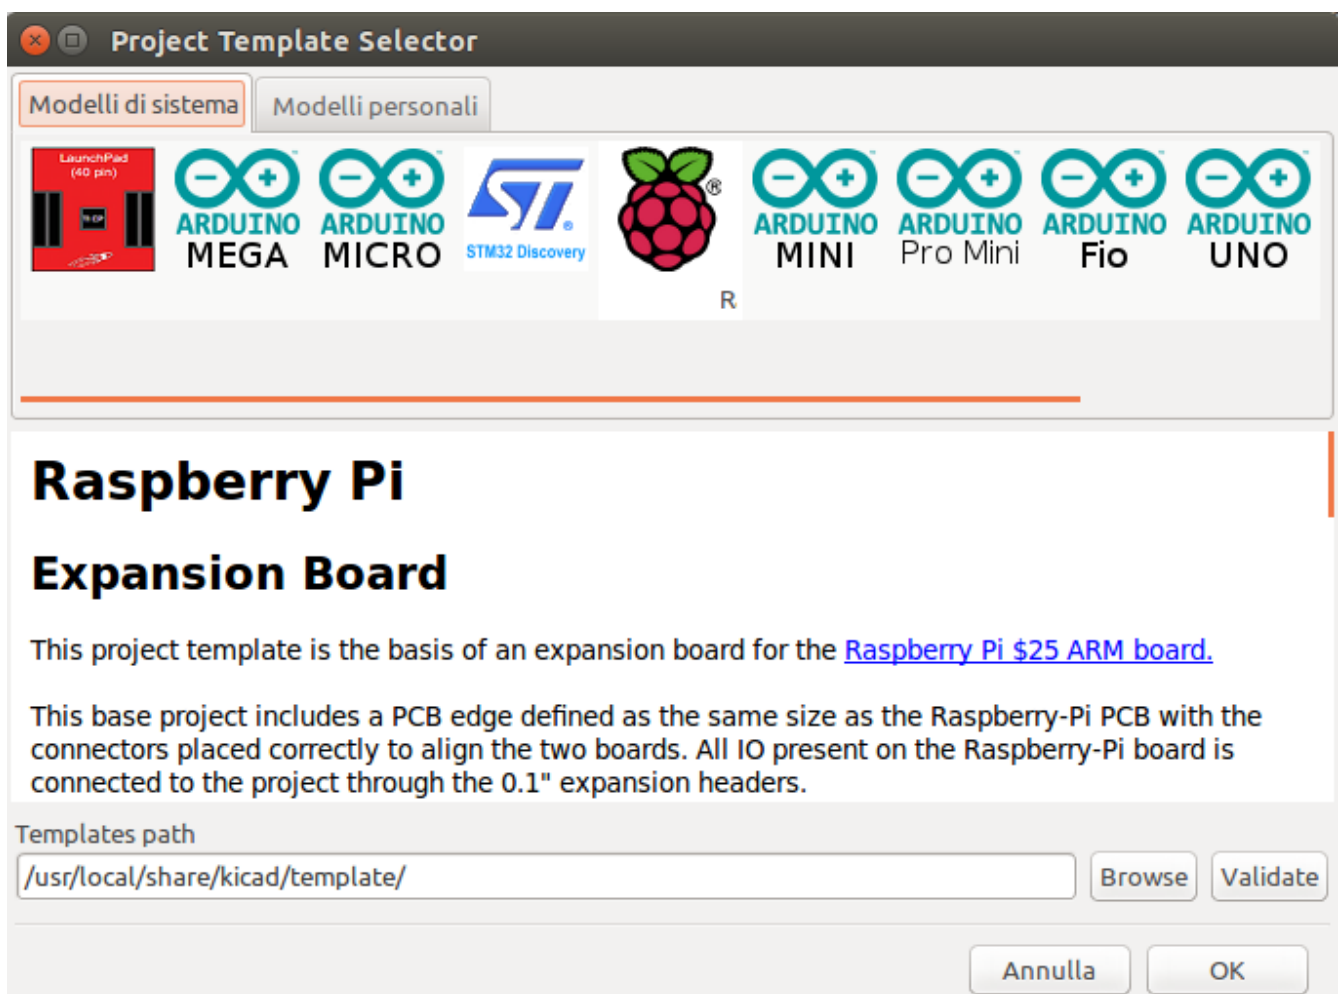 Project Template Selector
Modelli di sistema
Modelli personali
LaunchPad
(40 pin)
ARDUINO
MEGA
ARDUINO
MICRO
ST
STM32 Discovery
®
R
ARDUINO
MINI
ARDUINO
Pro Mini
ARDUINO
Fio
ARDUINO
UNO
Raspberry Pi
Expansion Board
This project template is the basis of an expansion board for the Raspberry Pi $25 ARM board.
This base project includes a PCB edge defined as the same size as the Raspberry-Pi PCB with the
connectors placed correctly to align the two boards. All IO present on the Raspberry-Pi board is
connected to the project through the 0.1" expansion headers.
Templates path
/usr/local/share/kicad/template/
Browse
Validate
Annulla
OK